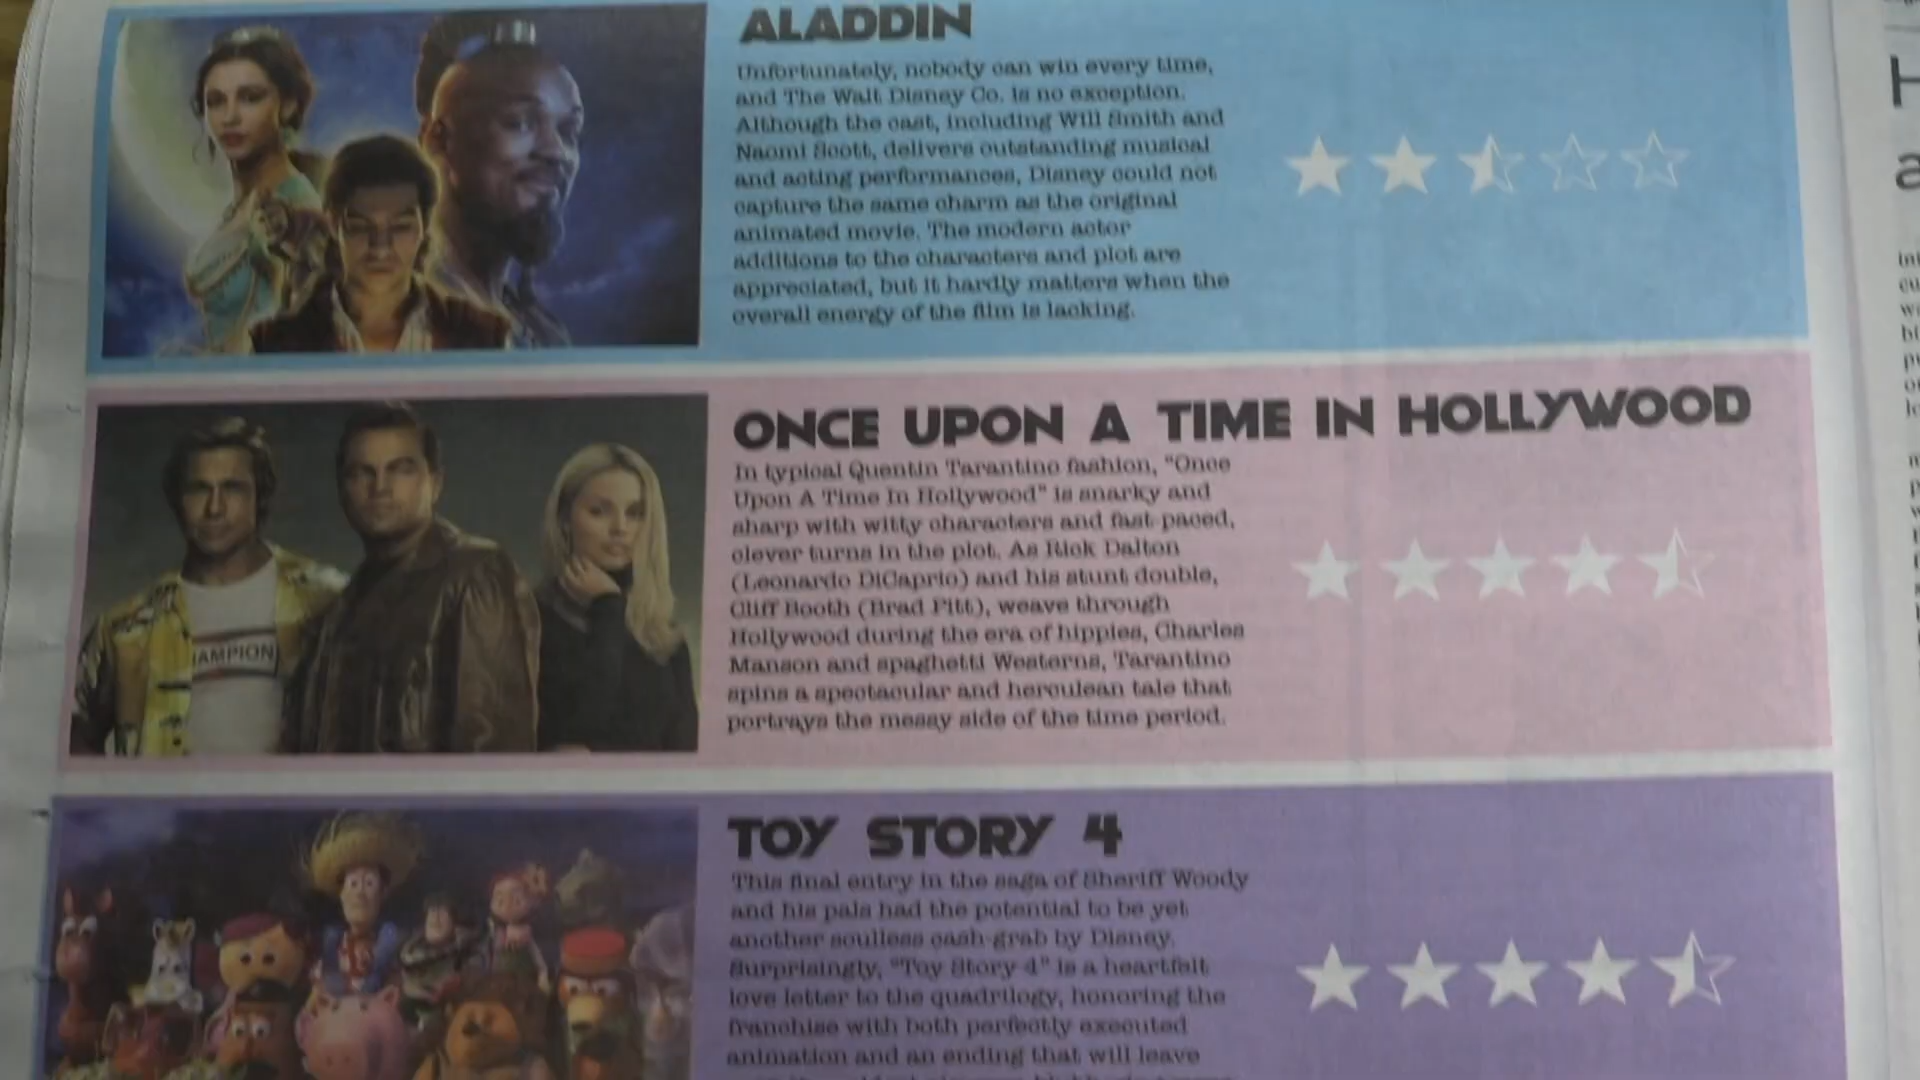 ALADDIN
Unfortunately, nobody can win every time,
and The Walt Disney Co. is no exception.
Although the cast, including Will Smith and
Naomi Scott, delivers outstanding musical
and acting performances, Disney could not
capture the same charm as the original
animated movie. The modern actor
additions to the characters and plot are
appreciated, but it hardly matters when the
overall energy of the film is lacking.
ONCE UPON A TIME IN HOLLYWOOD
In typical Quentin Tarantino fashion, "Once
Upon A Time In Hollywood" is snarky and
sharp with witty characters and fast-paced,
clever turns in the plot. As Rick Dalton
(Leonardo DiCaprio) and his stunt double,
Cliff Booth (Brad Pitt), weave through
Hollywood during the era of hippies, Charles
Manson and spaghetti Westerns, Tarantino
spins a spectacular and herculean tale that
portrays the messy side of the time period.
HAMPION
TOY STORY 4
This final entry in the saga of Sheriff Woody
and his pals had the potential to be yet
another soulless cash-grab by Disney.
Surprisingly, "Toy Story 4" is a heartfelt
love letter to the quadrilogy, honoring the
franchise with both perfectly executed
animation and an ending that will leave